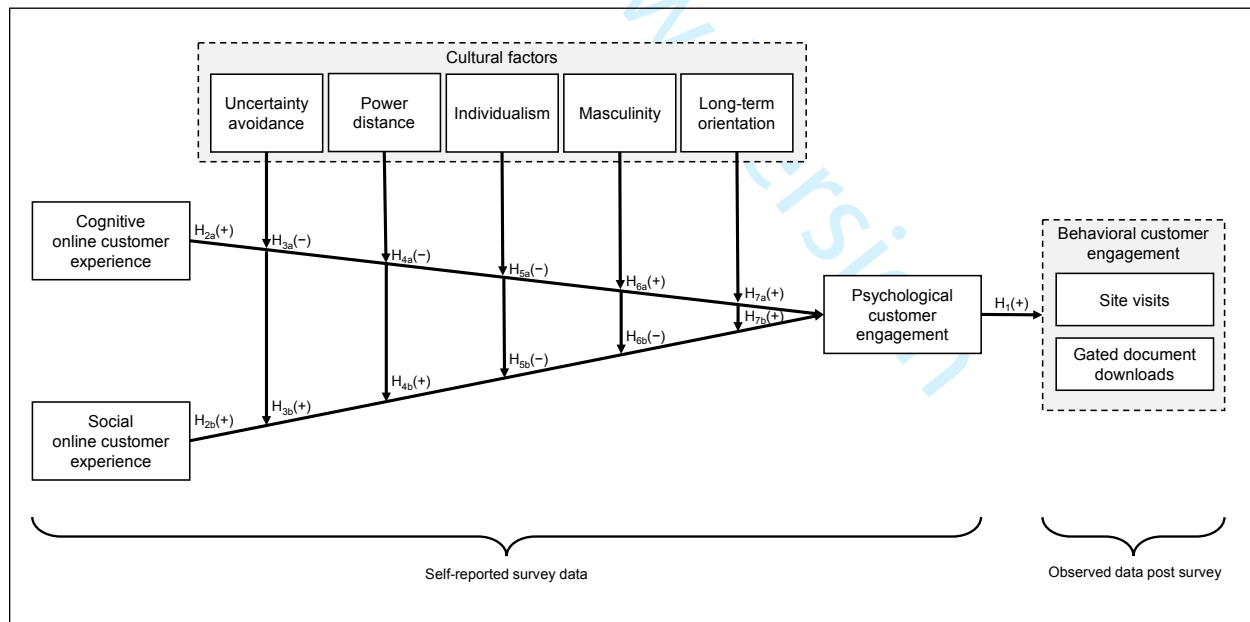 Cultural factors
Uncertainty
avoidance
Power
distance
Individualism
Masculinity
Long-term
orientation
Cognitive
online customer
experience
H2a(+)
H3a(−)
H4a(−)
H5a(−)
H6a(+)
H7a(+)
H7b(+)
H6b(−)
H5b(−)
H4b(+)
H3b(+)
H2b(+)
Social
online customer
experience
Psychological
customer
engagement
H1(+)
Behavioral customer
engagement
Site visits
Gated document
downloads
Self-reported survey data
Observed data post survey